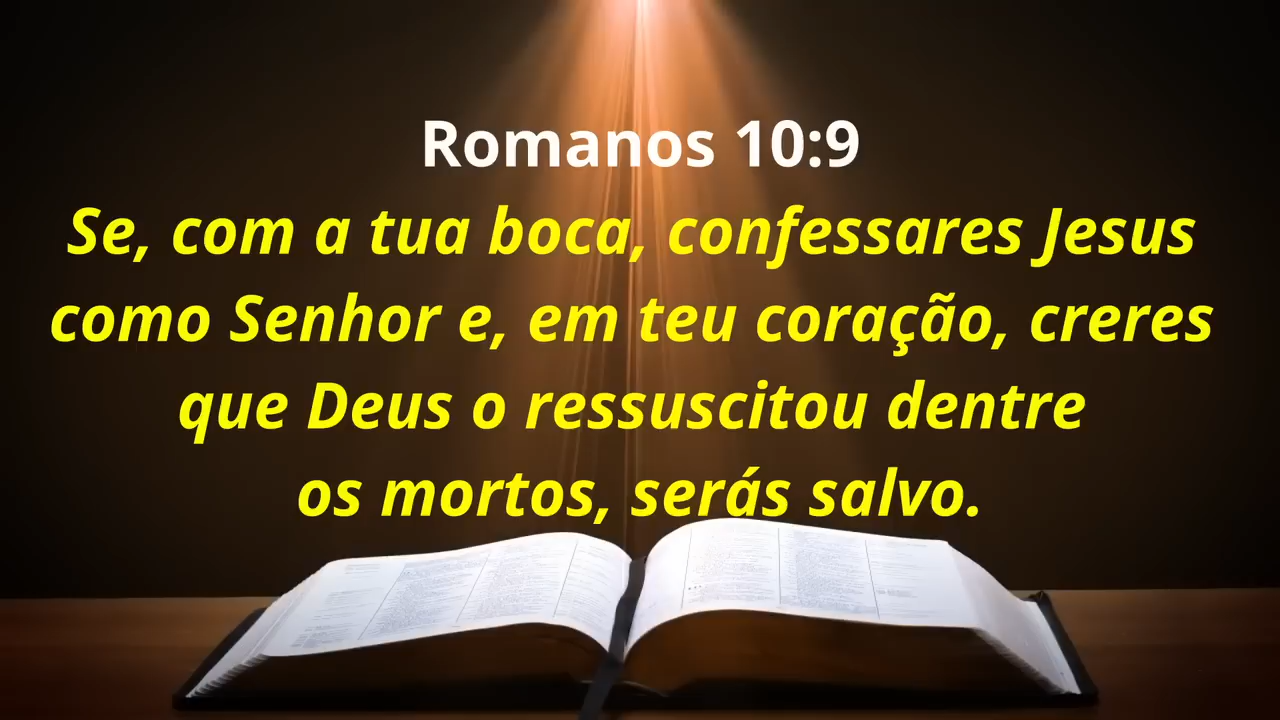 Romanos 10:9
Se, com a tua boca, confessares Jesus
como Senhor e, em teu coração, creres
que Deus o ressuscitou dentre
os mortos, serás salvo.